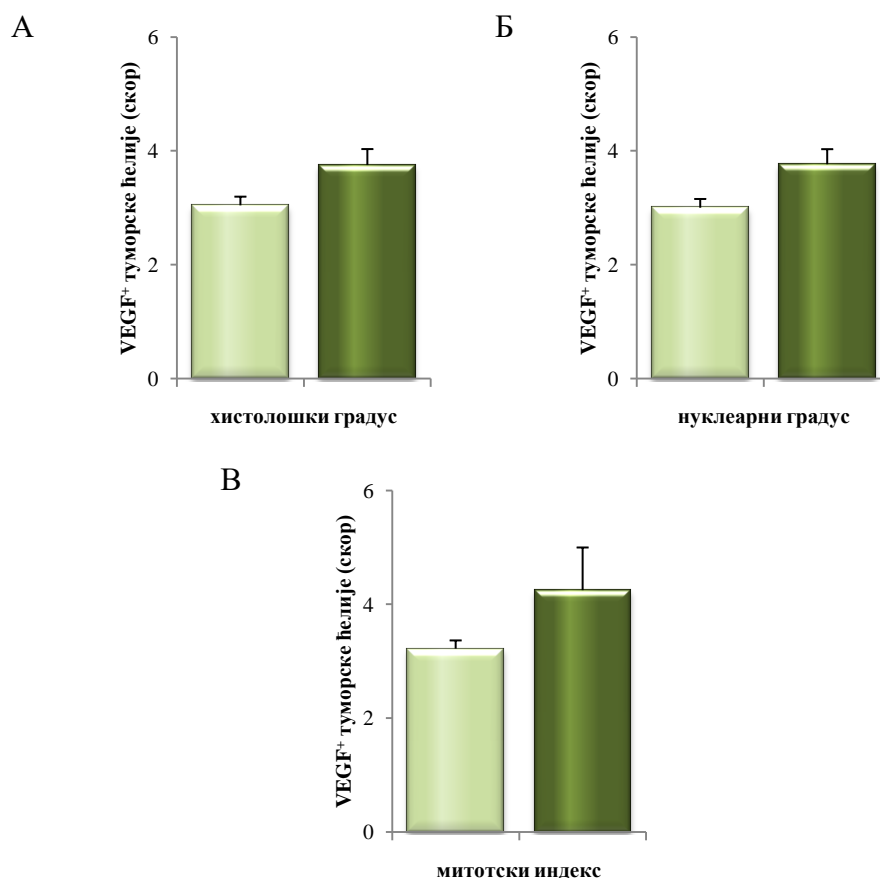 А
6
4
2
0
VEGF⁺ туморске ћелије (скор)
хистолошки градус
Б
6
4
2
0
VEGF⁺ туморске ћелије (скор)
нуклеарни градус
В
6
4
2
0
VEGF⁺ туморске ћелије (скор)
митотски индекс